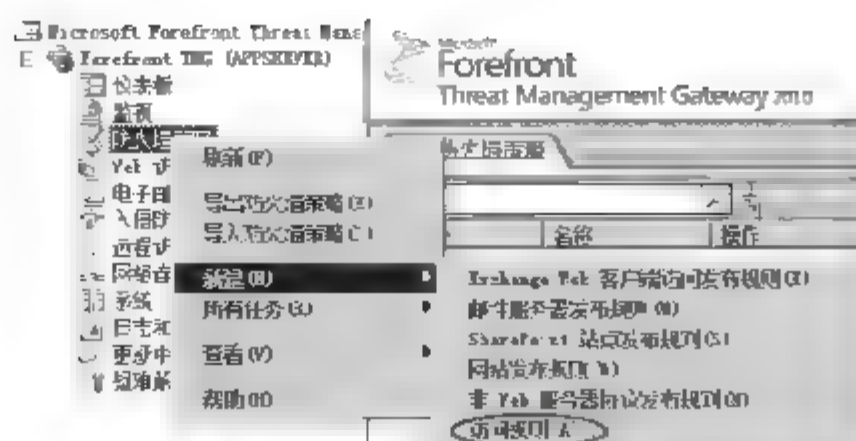 Microsoft Forefront Threat Mana
Forefront TMG (APPSERVER)
仪表板
监视
Web 访
电子邮
入侵防
远程访
网络
系统
日志和
更新中
疑难解
刷新(F)
导出防火墙策略(E)
导入防火墙策略(I)
新建(N)
所有任务(K)
查看(V)
帮助(H)
Microsoft
Forefront
Threat Management Gateway 2010
防火墙策略
名称
操作
Exchange Web 客户端访问发布规则(X)
邮件服务器发布规则(M)
SharePoint 站点发布规则(S)
网站发布规则(W)
非 Web 服务器协议发布规则(N)
访问规则(A